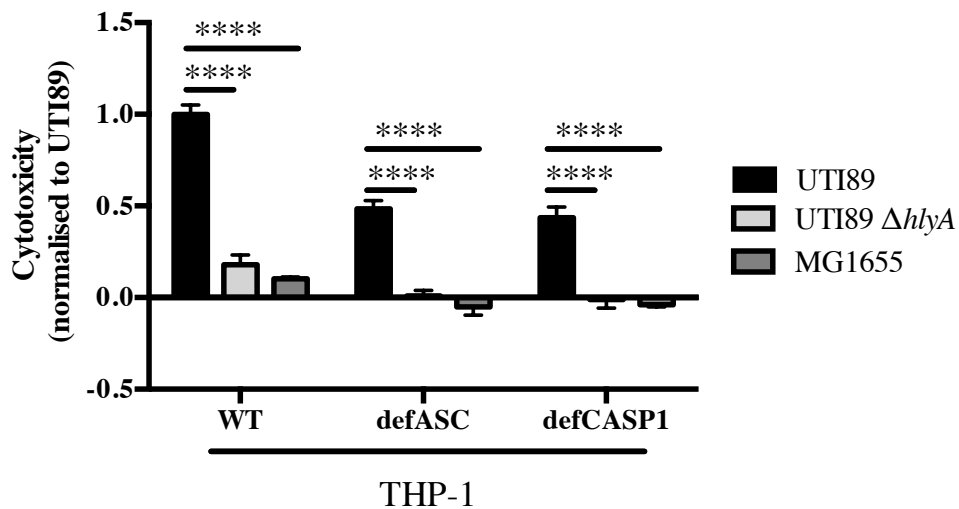 1.5
1.0
0.5
0.0
-0.5
Cytotoxicity
(normalised to UTI89)
****
****
****
****
****
****
WT
defASC
defCASP1
THP-1
UTI89
UTI89 ΔhlyA
MG1655